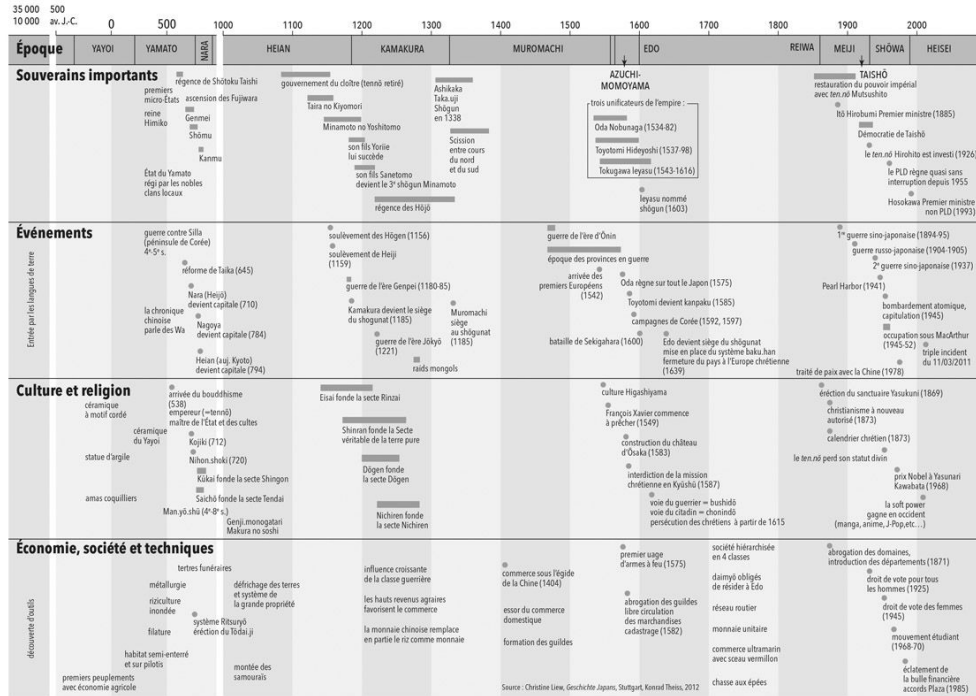 35 000
10 000
500
av. J.-C.
0
500
1000
1100
1200
1300
1400
1500
1600
1700
1800
1900
2000
Époque
YAYOI
YAMATO
NARA
HEIAN
KAMAKURA
MUROMACHI
EDO
REIWA
MEIJI
SHŌWA
HEISEI
AZUCHI-
MOMOYAMA
TAISHŌ
Souverains importants
régence de Shōtoku Taishi
premiers
micro-États
ascension des Fujiwara
reine
Himiko
Genmei
Shōmu
Kanmu
État du Yamato
régi par les nobles
clans locaux
gouvernement du cloître (tennō retiré)
Taira no Kiyomori
Minamoto no Yoshitomo
son fils Yoriie
lui succède
son fils Sanetomo
devient le 3e shōgun Minamoto
régence des Hōjō
Ashikaga
Taka.uji
Shōgun
en 1338
Scission
entre cours
du nord
et du sud
trois unificateurs de l'empire :
Oda Nobunaga (1534-82)
Toyotomi Hideyoshi (1537-98)
Tokugawa Ieyasu (1543-1616)
Ieyasu nommé
shōgun (1603)
restauration du pouvoir impérial
avec ten.nō Mutsushito
Itō Hirobumi Premier ministre (1885)
Démocratie de Taishō
le ten.nō Hirohito est investi (1926)
le PLD règne quasi sans
interruption depuis 1955
Hosokawa Premier ministre
non PLD (1993)
Événements
Entrée par les langues de terre
guerre contre Silla
(péninsule de Corée)
4e-5e s.
réforme de Taika (645)
Nara (Heijō)
devient capitale (710)
la chronique
chinoise
parle des Wa
Nagoya
devient capitale (784)
Heian (auj. Kyoto)
devient capitale (794)
soulèvement des Hōgen (1156)
soulèvement de Heiji
(1159)
guerre de l'ère Genpei (1180-85)
Kamakura devient le siège
du shogunat (1185)
guerre de l'ère Jōkyō
(1221)
raids mongols
Muromachi
siège
au shōgunat
(1185)
guerre de l'ère d'Ōnin
époque des provinces en guerre
arrivée des
premiers Européens
(1542)
Oda règne sur tout le Japon (1575)
Toyotomi devient kanpaku (1585)
campagnes de Corée (1592, 1597)
bataille de Sekigahara (1600)
Edo devient siège du shōgunat
mise en place du système baku.han
fermeture du pays à l'Europe chrétienne
(1639)
1re guerre sino-japonaise (1894-95)
guerre russo-japonaise (1904-1905)
2e guerre sino-japonaise (1937)
Pearl Harbor (1941)
bombardement atomique,
capitulation (1945)
occupation sous MacArthur
(1945-52)
triple incident
du 11/03/2011
traité de paix avec la Chine (1978)
Culture et religion
céramique
à motif cordé
céramique
du Yayoi
statue d'argile
amas coquilliers
arrivée du bouddhisme
(538)
empereur (=tennō)
maître de l'État et des cultes
Kojiki (712)
Nihon.shoki (720)
Kūkai fonde la secte Shingon
Saichō fonde la secte Tendai
Man.yō.shū (4e-8e s.)
Genji.monogatari
Makura no soshi
Eisai fonde la secte Rinzai
Shinran fonde la Secte
véritable de la terre pure
Dōgen fonde
la secte Dōgen
Nichiren fonde
la secte Nichiren
culture Higashiyama
François Xavier commence
à prêcher (1549)
construction du château
d'Ōsaka (1583)
interdiction de la mission
chrétienne en Kyūshū (1587)
voie du guerrier = bushidō
voie du citadin = chonindō
persécution des chrétiens à partir de 1615
éréction du sanctuaire Yasukuni (1869)
christianisme à nouveau
autorisé (1873)
calendrier chrétien (1873)
le ten.nō perd son statut divin
prix Nobel à Yasunari
Kawabata (1968)
la soft power
gagne en occident
(manga, anime, J-Pop,etc…)
Économie, société et techniques
découverte d'outils
tertres funéraires
métallurgie
riziculture
inondée
système Ritsuryō
éréction du Tōdai.ji
filature
habitat semi-enterré
et sur pilotis
premiers peuplements
avec économie agricole
défrichage des terres
et système de
la grande propriété
montée des
samouraïs
influence croissante
de la classe guerrière
les hauts revenus agraires
favorisent le commerce
la monnaie chinoise remplace
en partie le riz comme monnaie
commerce sous l'égide
de la Chine (1404)
essor du commerce
domestique
formation des guildes
premier uage
d'armes à feu (1575)
abrogation des guildes
libre circulation
des marchandises
cadastrage (1582)
société hiérarchisée
en 4 classes
daimyō obligés
de résider à Edo
réseau routier
monnaie unitaire
commerce ultramarin
avec sceau vermillon
chasse aux épées
abrogation des domaines,
introduction des départements (1871)
droit de vote pour tous
les hommes (1925)
droit de vote des femmes
(1945)
mouvement étudiant
(1968-70)
éclatement de
la bulle financière
accords Plaza (1985)
Source : Christine Liew, Geschichte Japans, Stuttgart, Konrad Theiss, 2012